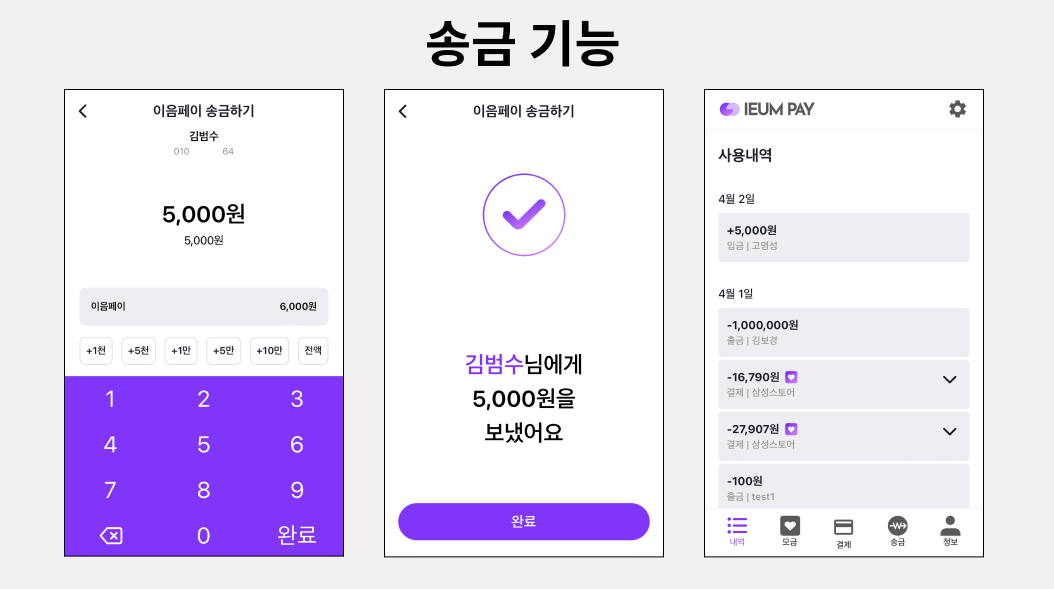 송금 기능
이음페이 송금하기
김범수
010 64
5,000원
5,000원
이음페이 6,000원
+1천 +5천 +1만 +5만 +10만 전액
1 2 3
4 5 6
7 8 9
0 완료
이음페이 송금하기
김범수님에게
5,000원을
보냈어요
완료
IEUM PAY
사용내역
4월 2일
+5,000원
입금 | 고명성
4월 1일
-1,000,000원
출금 | 김보경
-16,790원
결제 | 삼성스토어
-27,907원
결제 | 삼성스토어
-100원
출금 | test1
내역 모금 결제 송금 정보